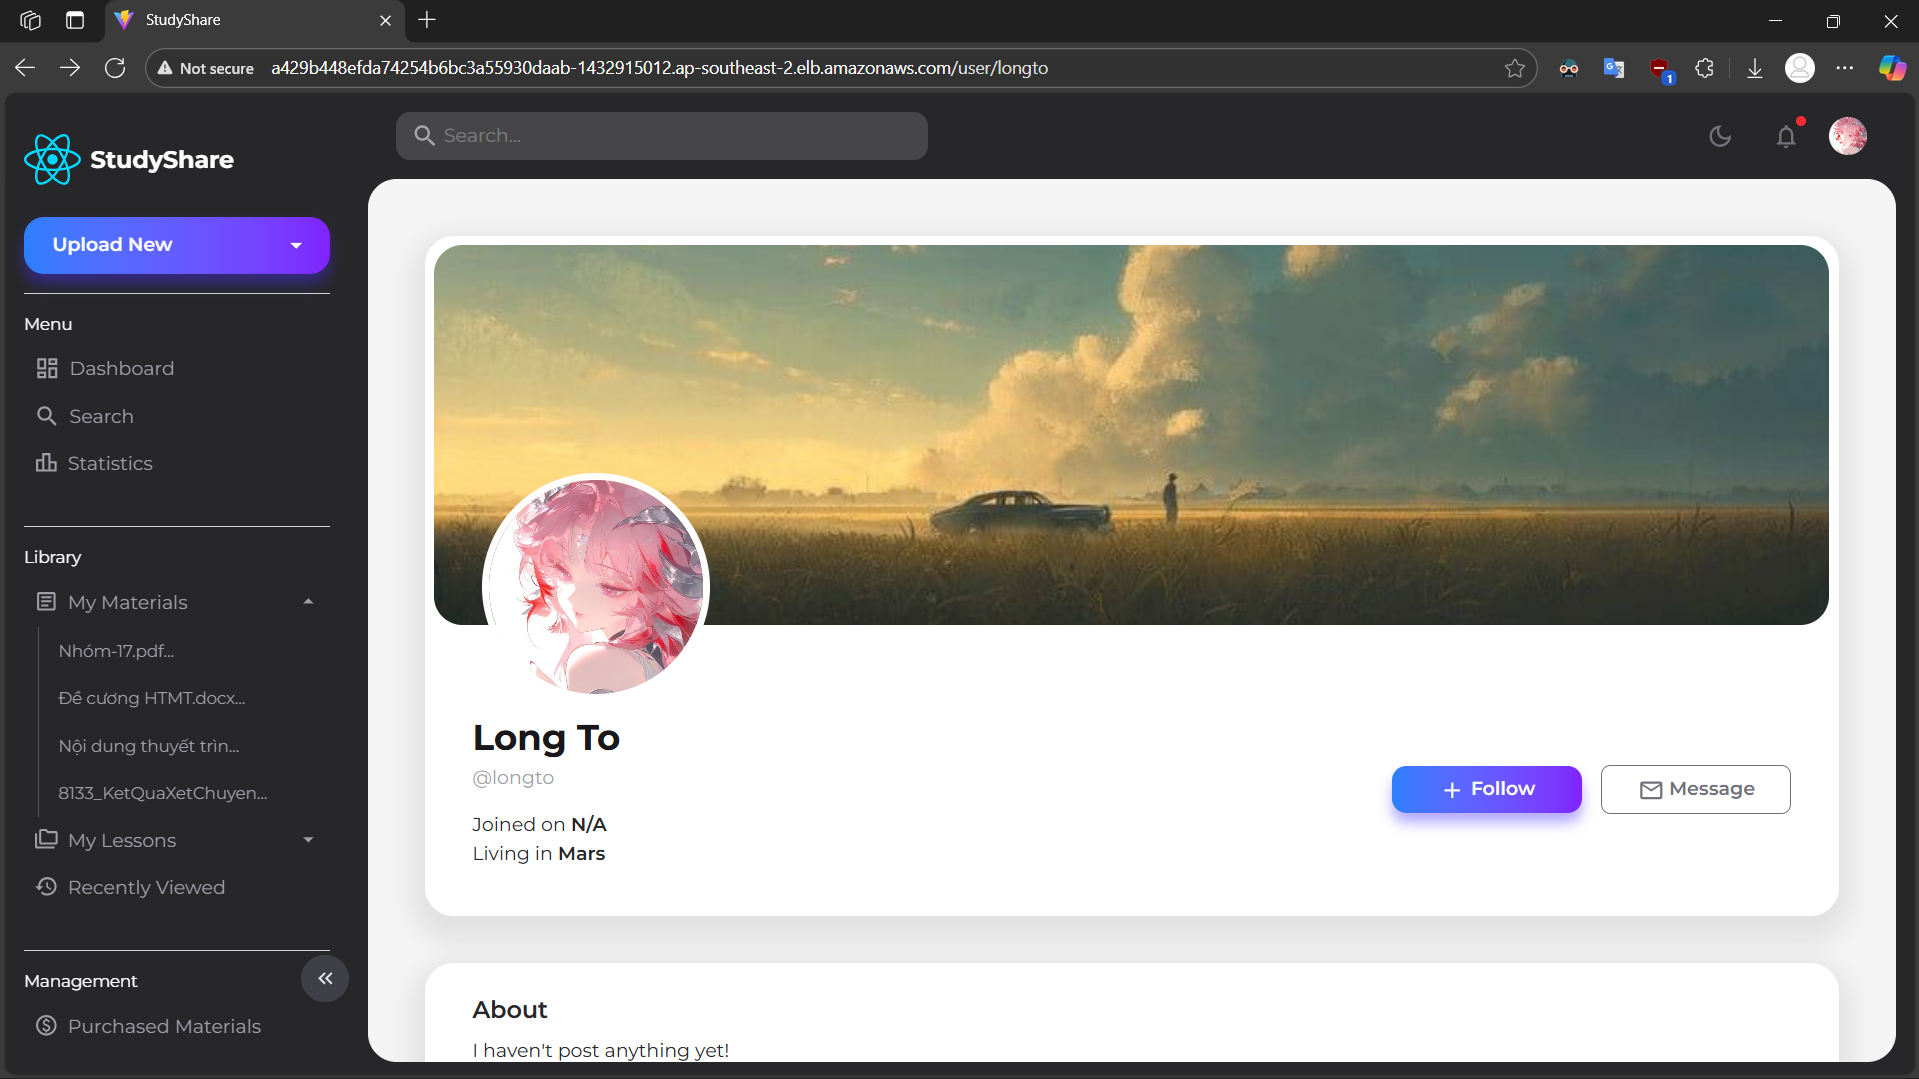 StudyShare
Not secure a429b448efda74254b6bc3a55930daab-1432915012.ap-southeast-2.elb.amazonaws.com/user/longto
1
StudyShare
Search...
Upload New
Menu
Dashboard
Search
Statistics
Library
My Materials
Nhóm-17.pdf...
Đề cương HTMT.docx...
Nội dung thuyết trìn...
8133_KetQuaXetChuyen...
My Lessons
Recently Viewed
Management
Purchased Materials
Long To
@longto
Joined on N/A
Living in Mars
+ Follow
Message
About
I haven't post anything yet!